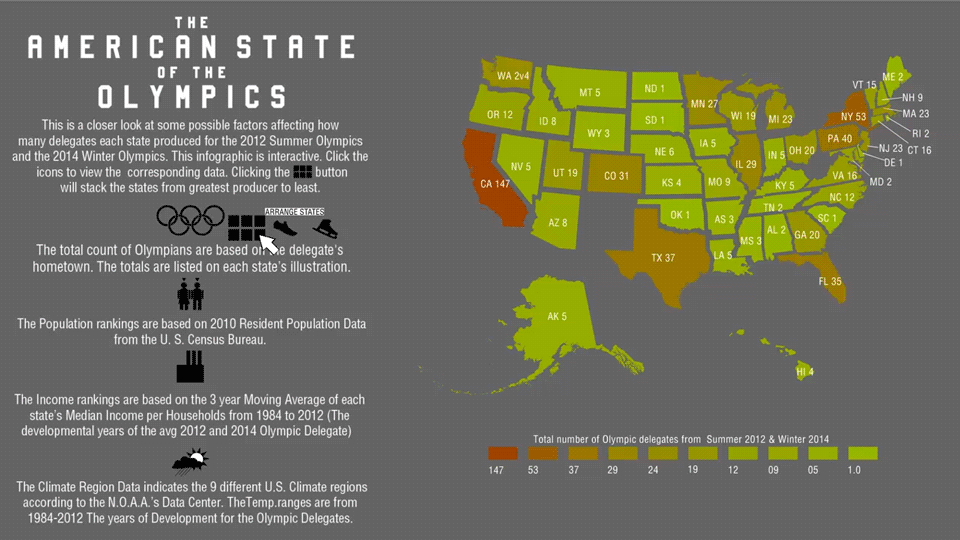 THE
AMERICAN STATE
OF THE
OLYMPICS
This is a closer look at some possible factors affecting how
many delegates each state produced for the 2012 Summer Olympics
and the 2014 Winter Olympics. This infographic is interactive. Click the
icons to view the corresponding data. Clicking the button
will stack the states from greatest producer to least.
ARRANGE STATES
The total count of Olympians are based on the delegate's
hometown. The totals are listed on each state's illustration.
The Population rankings are based on 2010 Resident Population Data
from the U. S. Census Bureau.
The Income rankings are based on the 3 year Moving Average of each
state's Median Income per Households from 1984 to 2012 (The
developmental years of the avg 2012 and 2014 Olympic Delegate)
The Climate Region Data indicates the 9 different U.S. Climate regions
according to the N.O.A.A.'s Data Center. TheTemp.ranges are from
1984-2012 The years of Development for the Olympic Delegates.
WA 2v4
MT 5
ND 1
MN 27
VT 15
ME 2
OR 12
ID 8
SD 1
WI 19
MI 23
NY 53
NH 9
MA 23
WY 3
RI 2
CT 16
NV 5
NE 6
IA 5
PA 40
NJ 23
DE 1
CA 147
UT 19
CO 31
IL 29
IN 5
OH 20
MD 2
KS 4
MO 9
KY 5
VA 16
NC 12
AZ 8
OK 1
AR 3
AS 3
TN 2
SC 1
TX 37
LA 5
MS 3
AL 2
GA 20
FL 35
AK 5
HI 4
Total number of Olympic delegates from Summer 2012 & Winter 2014
147 53 37 29 24 19 12 09 05 1.0